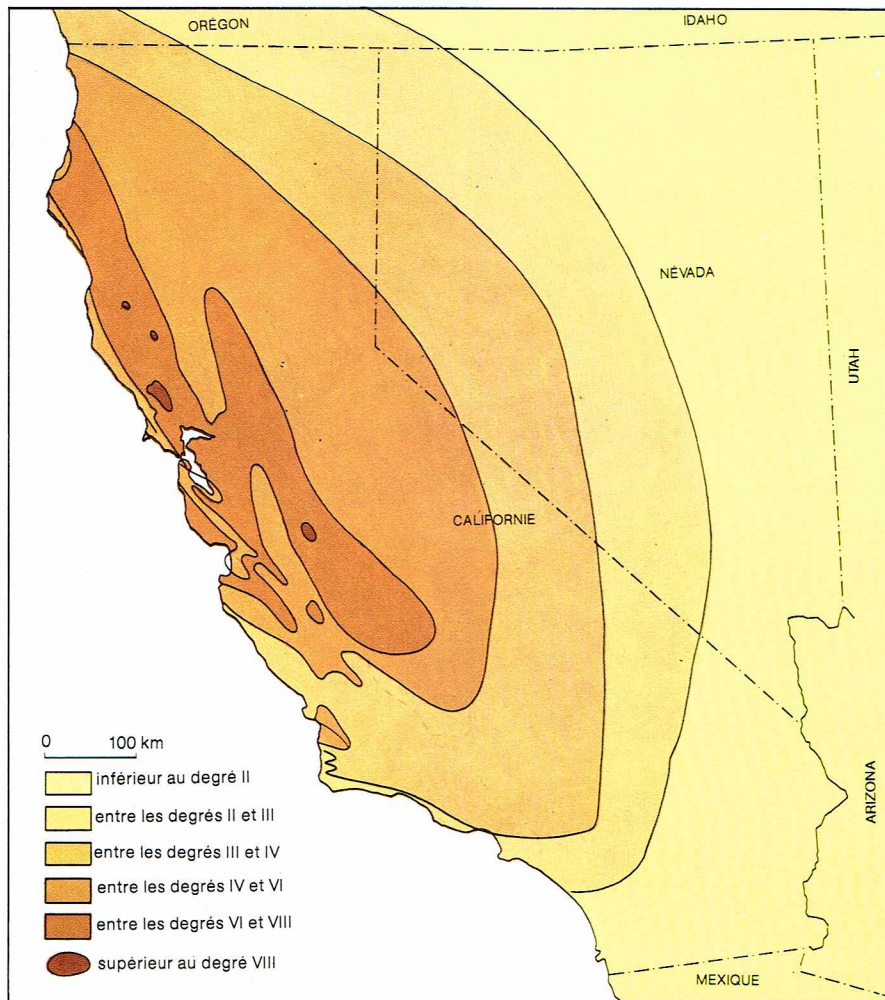 ORÉGON
IDAHO
NÉVADA
UTAH
CALIFORNIE
ARIZONA
MEXIQUE
0 100 km
inférieur au degré II
entre les degrés II et III
entre les degrés III et IV
entre les degrés IV et VI
entre les degrés VI et VIII
supérieur au degré VIII